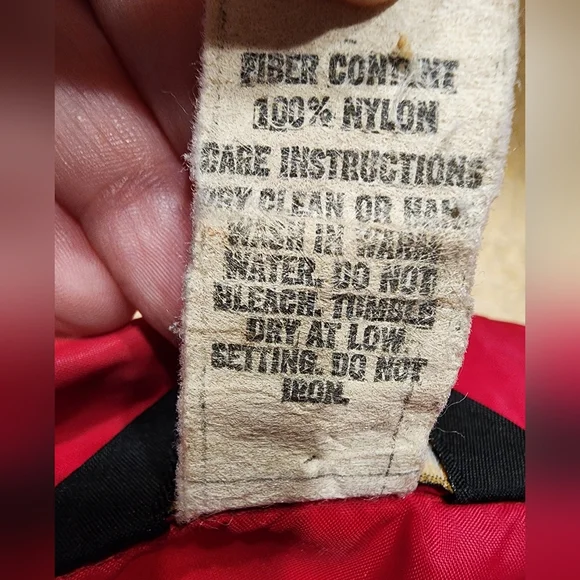 FIBER CONTENT
100% NYLON
CARE INSTRUCTIONS
DRY CLEAN OR HAND
WASH IN WARM
WATER. DO NOT
BLEACH. TUMBLE
DRY AT LOW
SETTING. DO NOT
IRON.